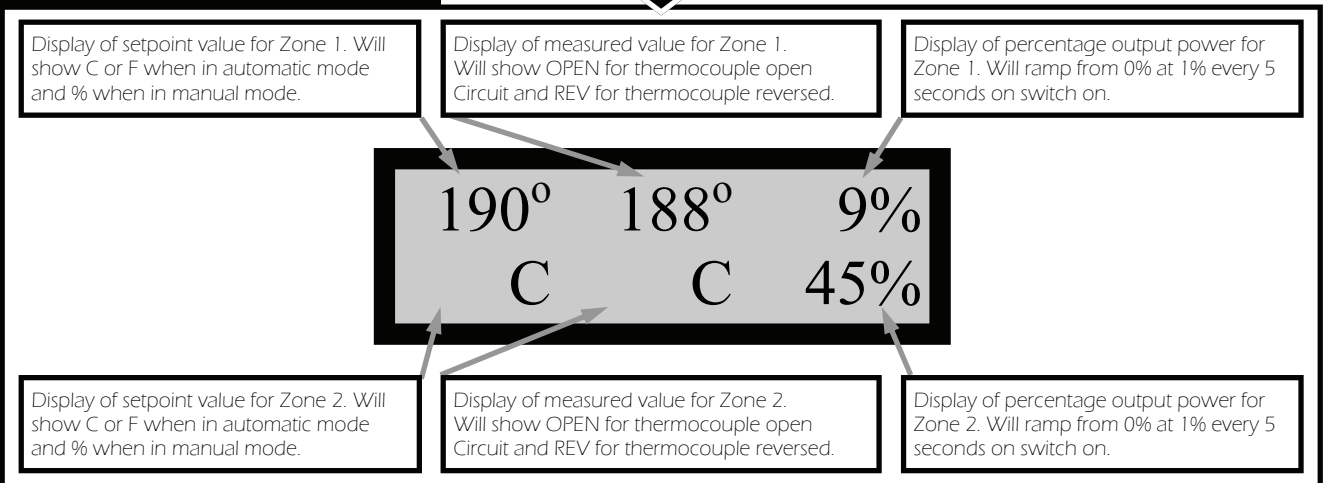 Display of setpoint value for Zone 1. Will
show C or F when in automatic mode
and % when in manual mode.
Display of measured value for Zone 1.
Will show OPEN for thermocouple open
Circuit and REV for thermocouple reversed.
Display of percentage output power for
Zone 1. Will ramp from 0% at 1% every 5
seconds on switch on.
190º 188º 9%
C C 45%
Display of setpoint value for Zone 2. Will
show C or F when in automatic mode
and % when in manual mode.
Display of measured value for Zone 2.
Will show OPEN for thermocouple open
Circuit and REV for thermocouple reversed.
Display of percentage output power for
Zone 2. Will ramp from 0% at 1% every 5
seconds on switch on.